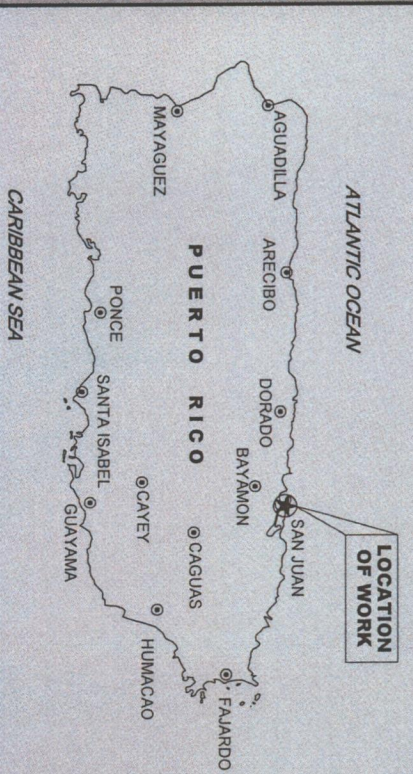 ATLANTIC OCEAN
LOCATION
OF WORK
AGUADILLA
ARECIBO
DORADO
SAN JUAN
BAYAMON
FAJARDO
PUERTO RICO
CAGUAS
MAYAGUEZ
CAYEY
HUMACAO
PONCE
SANTA ISABEL
GUAYAMA
CARIBBEAN SEA